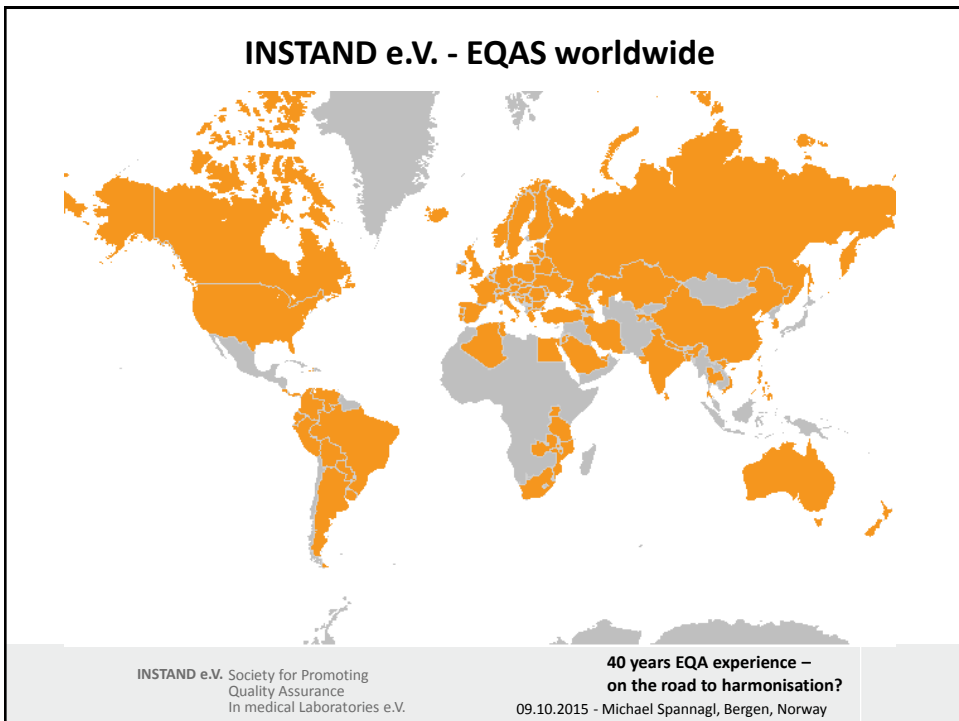 INSTAND e.V. - EQAS worldwide
INSTAND e.V. Society for Promoting
Quality Assurance
In medical Laboratories e.V.
40 years EQA experience –
on the road to harmonisation?
09.10.2015 - Michael Spannagl, Bergen, Norway